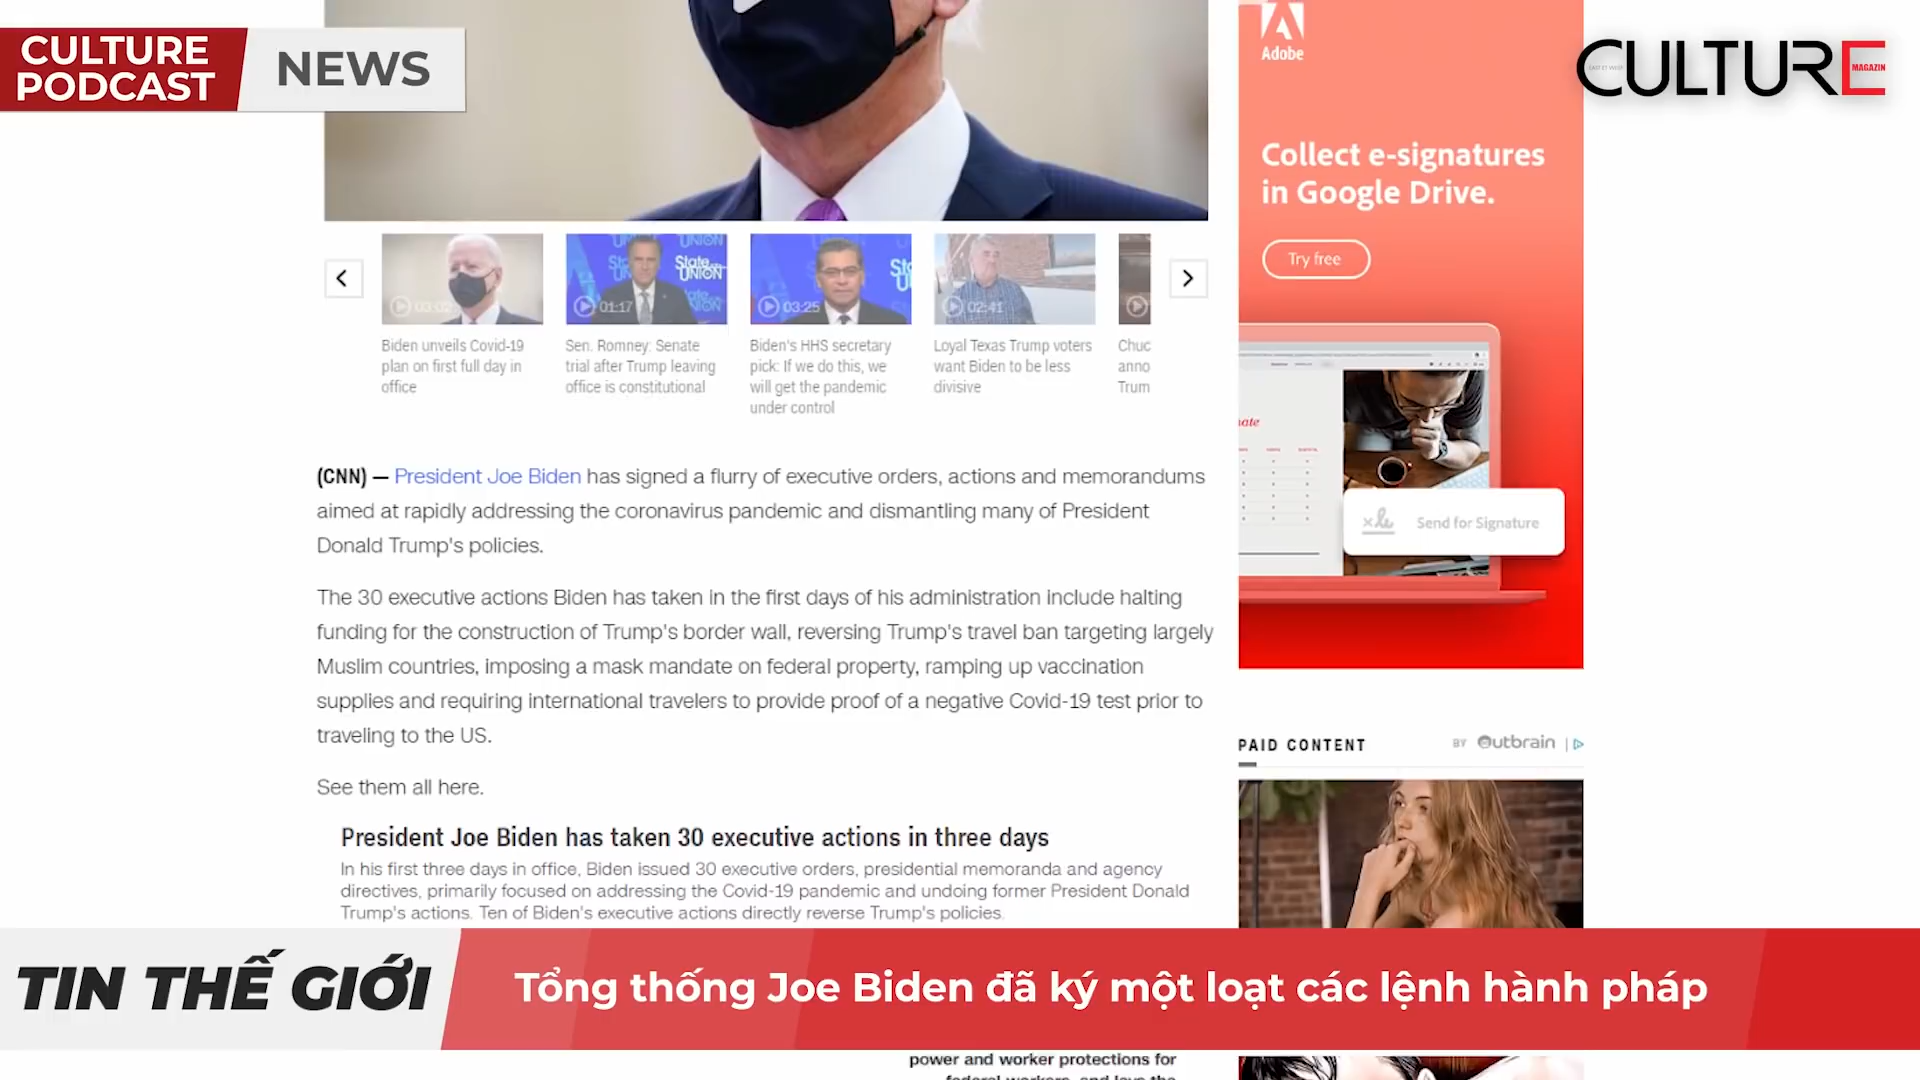 CULTURE
PODCAST
NEWS
CULTURE
MAGAZIN
Adobe
Collect e-signatures
in Google Drive.
Try free
Send for Signature
01:17
03:25
02:41
Biden unveils Covid-19
plan on first full day in
office
Sen. Romney: Senate
trial after Trump leaving
office is constitutional
Biden's HHS secretary
pick: If we do this, we
will get the pandemic
under control
Loyal Texas Trump voters
want Biden to be less
divisive
Chuc
anno
Trum
(CNN) — President Joe Biden has signed a flurry of executive orders, actions and memorandums
aimed at rapidly addressing the coronavirus pandemic and dismantling many of President
Donald Trump's policies.
The 30 executive actions Biden has taken in the first days of his administration include halting
funding for the construction of Trump's border wall, reversing Trump's travel ban targeting largely
Muslim countries, imposing a mask mandate on federal property, ramping up vaccination
supplies and requiring international travelers to provide proof of a negative Covid-19 test prior to
traveling to the US.
See them all here.
President Joe Biden has taken 30 executive actions in three days
In his first three days in office, Biden issued 30 executive orders, presidential memoranda and agency
directives, primarily focused on addressing the Covid-19 pandemic and undoing former President Donald
Trump's actions. Ten of Biden's executive actions directly reverse Trump's policies.
PAID CONTENT
BY Outbrain
TIN THẾ GIỚI
Tổng thống Joe Biden đã ký một loạt các lệnh hành pháp
power and worker protections for
federal workers, and lays the